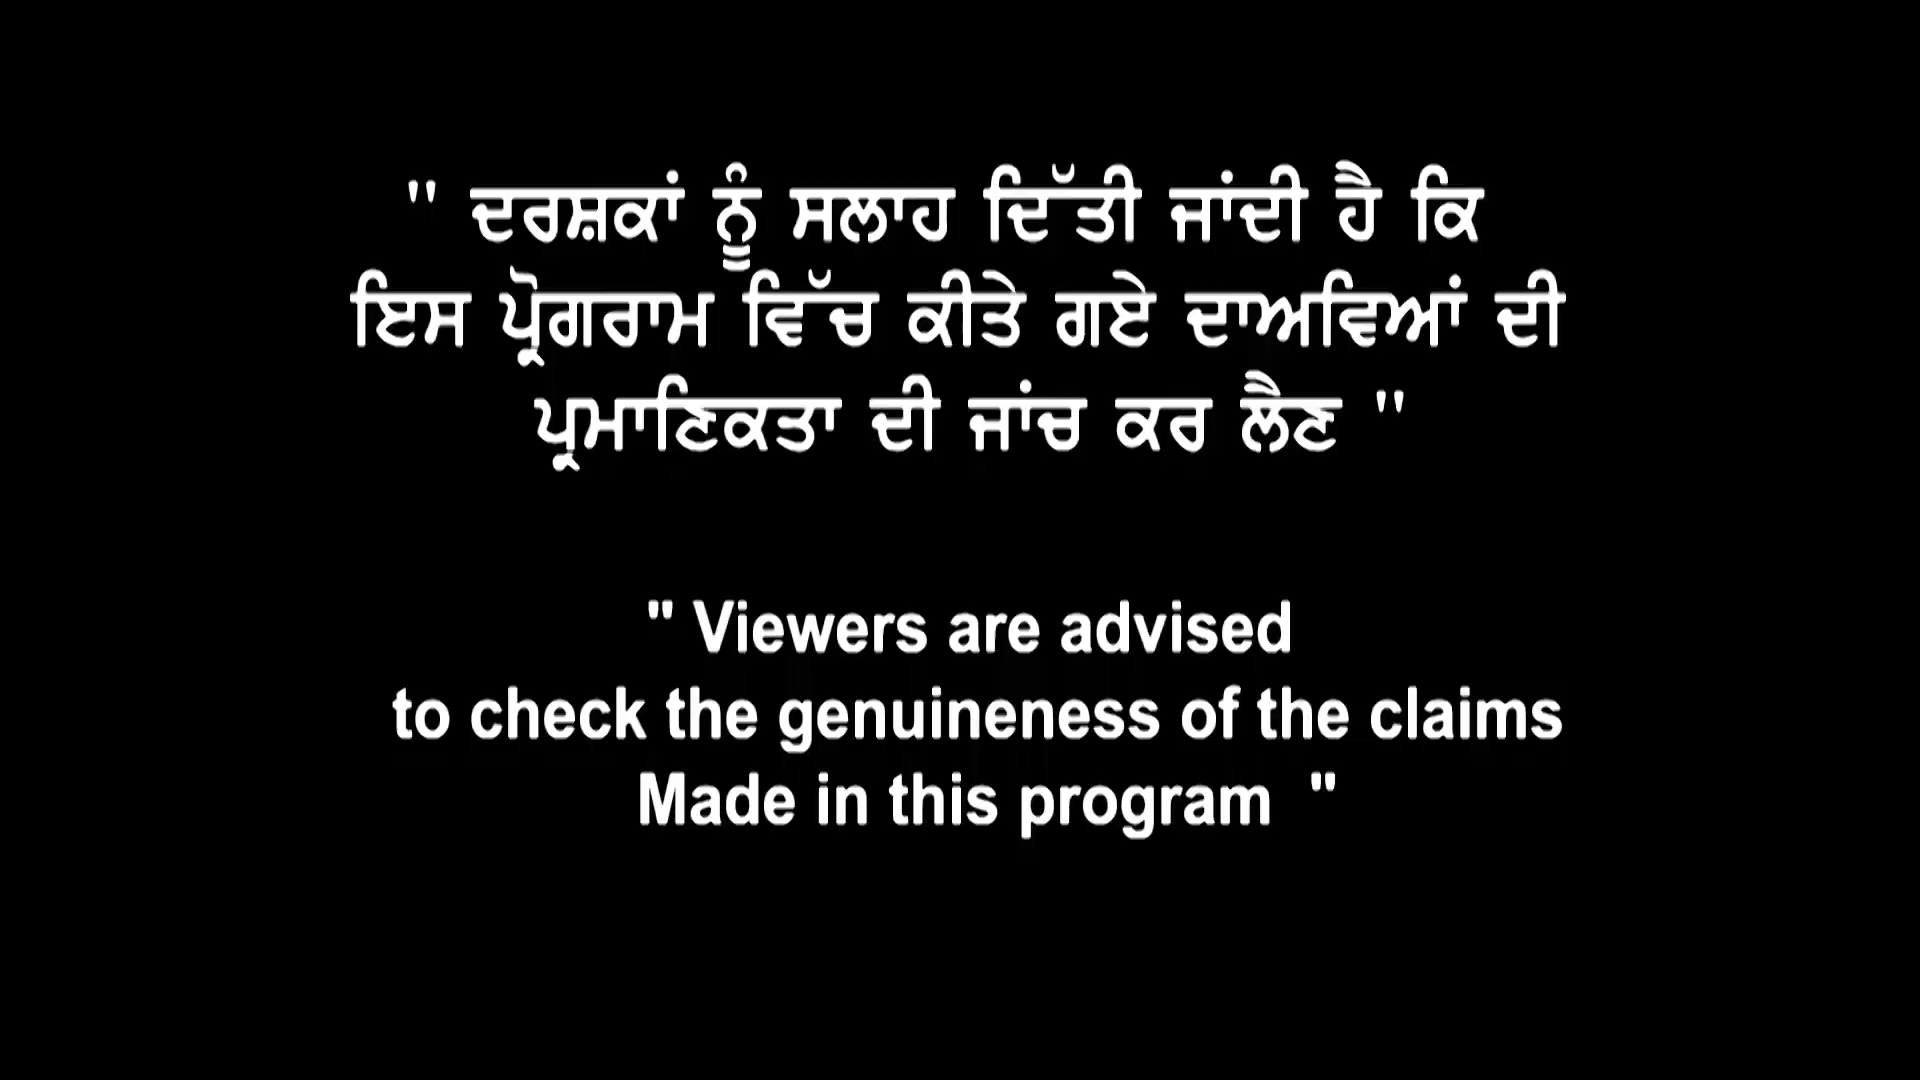 " ਦਰਸ਼ਕਾਂ ਨੂੰ ਸਲਾਹ ਦਿੱਤੀ ਜਾਂਦੀ ਹੈ ਕਿ
ਇਸ ਪ੍ਰੋਗਰਾਮ ਵਿੱਚ ਕੀਤੇ ਗਏ ਦਾਅਵਿਆਂ ਦੀ
ਪ੍ਰਮਾਣਿਕਤਾ ਦੀ ਜਾਂਚ ਕਰ ਲੈਣ "
" Viewers are advised
to check the genuineness of the claims
Made in this program "